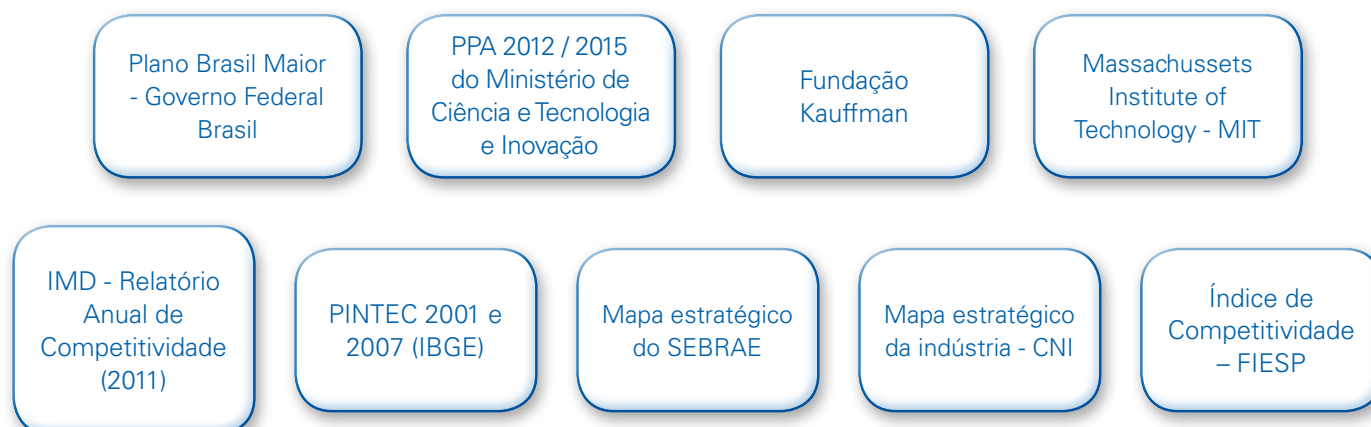 Plano Brasil Maior
- Governo Federal
Brasil
PPA 2012 / 2015
do Ministério de
Ciência e Tecnologia
e Inovação
Fundação
Kauffman
Massachussets
Institute of
Technology - MIT
IMD - Relatório
Anual de
Competitividade
(2011)
PINTEC 2001 e
2007 (IBGE)
Mapa estratégico
do SEBRAE
Mapa estratégico
da indústria - CNI
Índice de
Competitividade
– FIESP